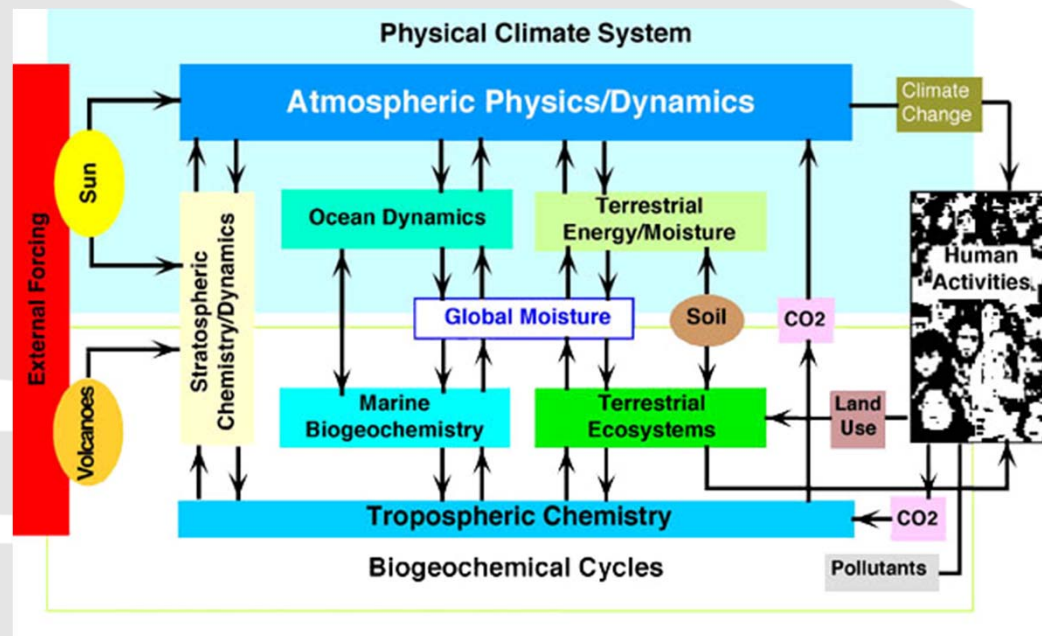 Physical Climate System
Atmospheric Physics/Dynamics
Climate
Change
External Forcing
Sun
Stratospheric
Chemistry/Dynamics
Ocean Dynamics
Terrestrial
Energy/Moisture
Human
Activities
Global Moisture
Soil
CO2
Volcanoes
Marine
Biogeochemistry
Terrestrial
Ecosystems
Land
Use
Tropospheric Chemistry
CO2
Biogeochemical Cycles
Pollutants